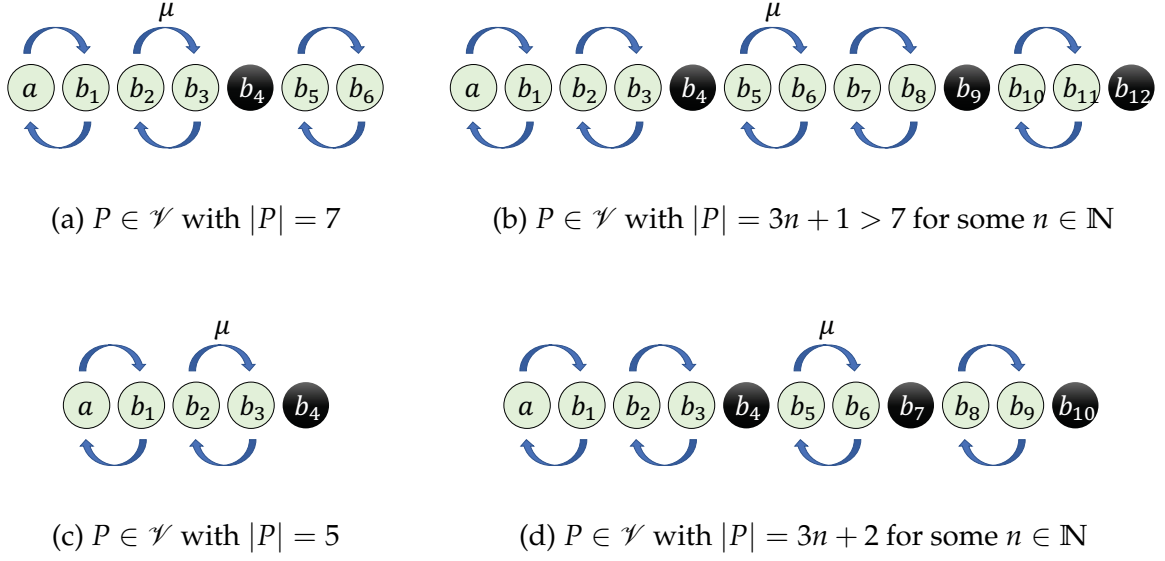 μ μ
a b₁ b₂ b₃ b₄ b₅ b₆ a b₁ b₂ b₃ b₄ b₅ b₆ b₇ b₈ b₉ b₁₀ b₁₁ b₁₂
(a) P ∈ 𝒱 with |P| = 7 (b) P ∈ 𝒱 with |P| = 3n + 1 > 7 for some n ∈ ℕ
μ μ
a b₁ b₂ b₃ b₄ a b₁ b₂ b₃ b₄ b₅ b₆ b₇ b₈ b₉ b₁₀
(c) P ∈ 𝒱 with |P| = 5 (d) P ∈ 𝒱 with |P| = 3n + 2 for some n ∈ ℕ